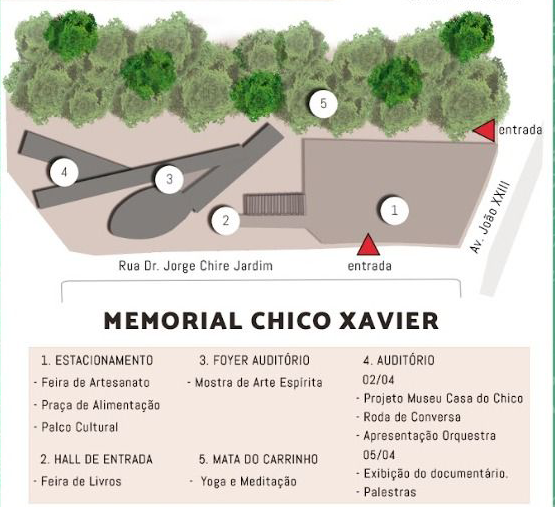 5
entrada
4
3
2
1
Av. João XXIII
Rua Dr. Jorge Chire Jardim
entrada
MEMORIAL CHICO XAVIER
1. ESTACIONAMENTO
- Feira de Artesanato
- Praça de Alimentação
- Palco Cultural
2. HALL DE ENTRADA
- Feira de Livros
3. FOYER AUDITÓRIO
- Mostra de Arte Espírita
5. MATA DO CARRINHO
- Yoga e Meditação
4. AUDITÓRIO
02/04
- Projeto Museu Casa do Chico
- Roda de Conversa
- Apresentação Orquestra
05/04
- Exibição do documentário.
- Palestras